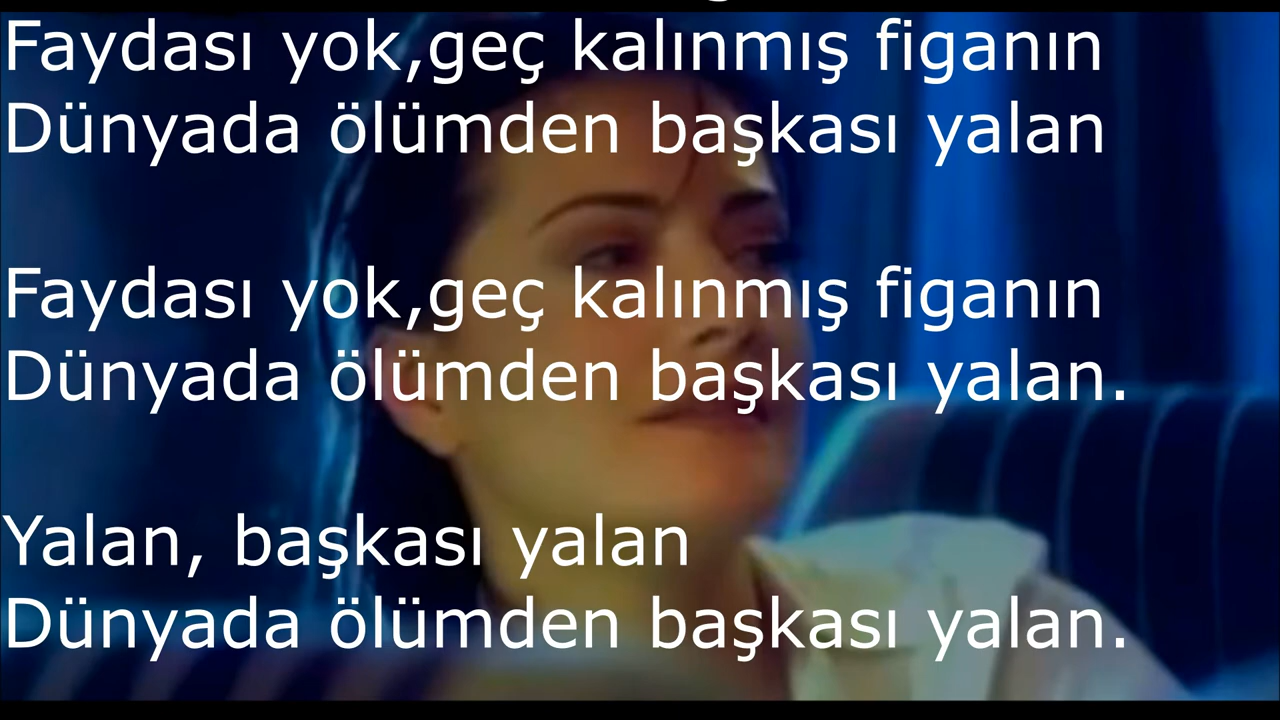 Faydası yok,geç kalınmış figanın
Dünyada ölümden başkası yalan
Faydası yok,geç kalınmış figanın
Dünyada ölümden başkası yalan.
Yalan, başkası yalan
Dünyada ölümden başkası yalan.